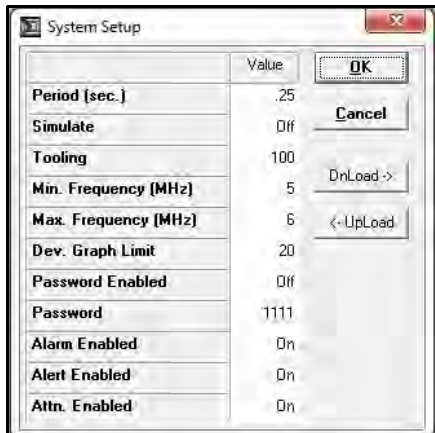 System Setup
Value
Period (sec.) .25
Simulate Off
Tooling 100
Min. Frequency (MHz) 5
Max. Frequency (MHz) 6
Dev. Graph Limit 20
Password Enabled Off
Password 1111
Alarm Enabled On
Alert Enabled On
Attn. Enabled On
OK
Cancel
DnLoad ->
<- UpLoad